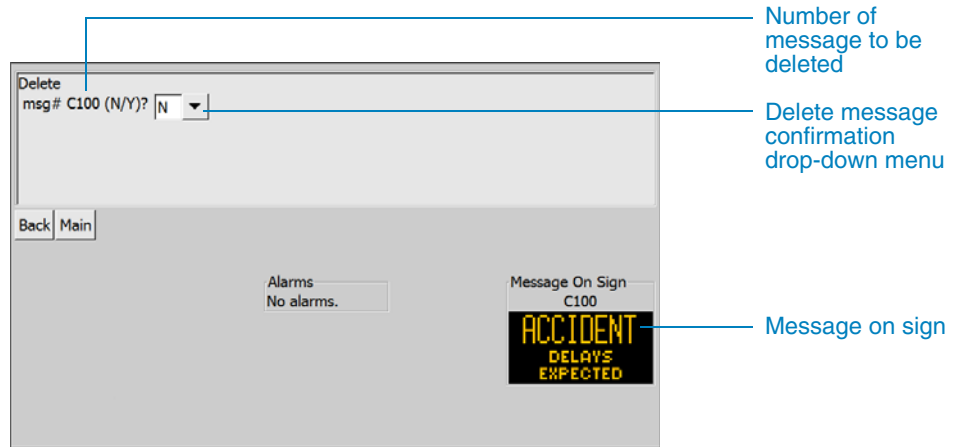 Number of
message to be
deleted
Delete
msg# C100 (N/Y)? N
Delete message
confirmation
drop-down menu
Back Main
Alarms
No alarms.
Message On Sign
C100
ACCIDENT
DELAYS
EXPECTED
Message on sign